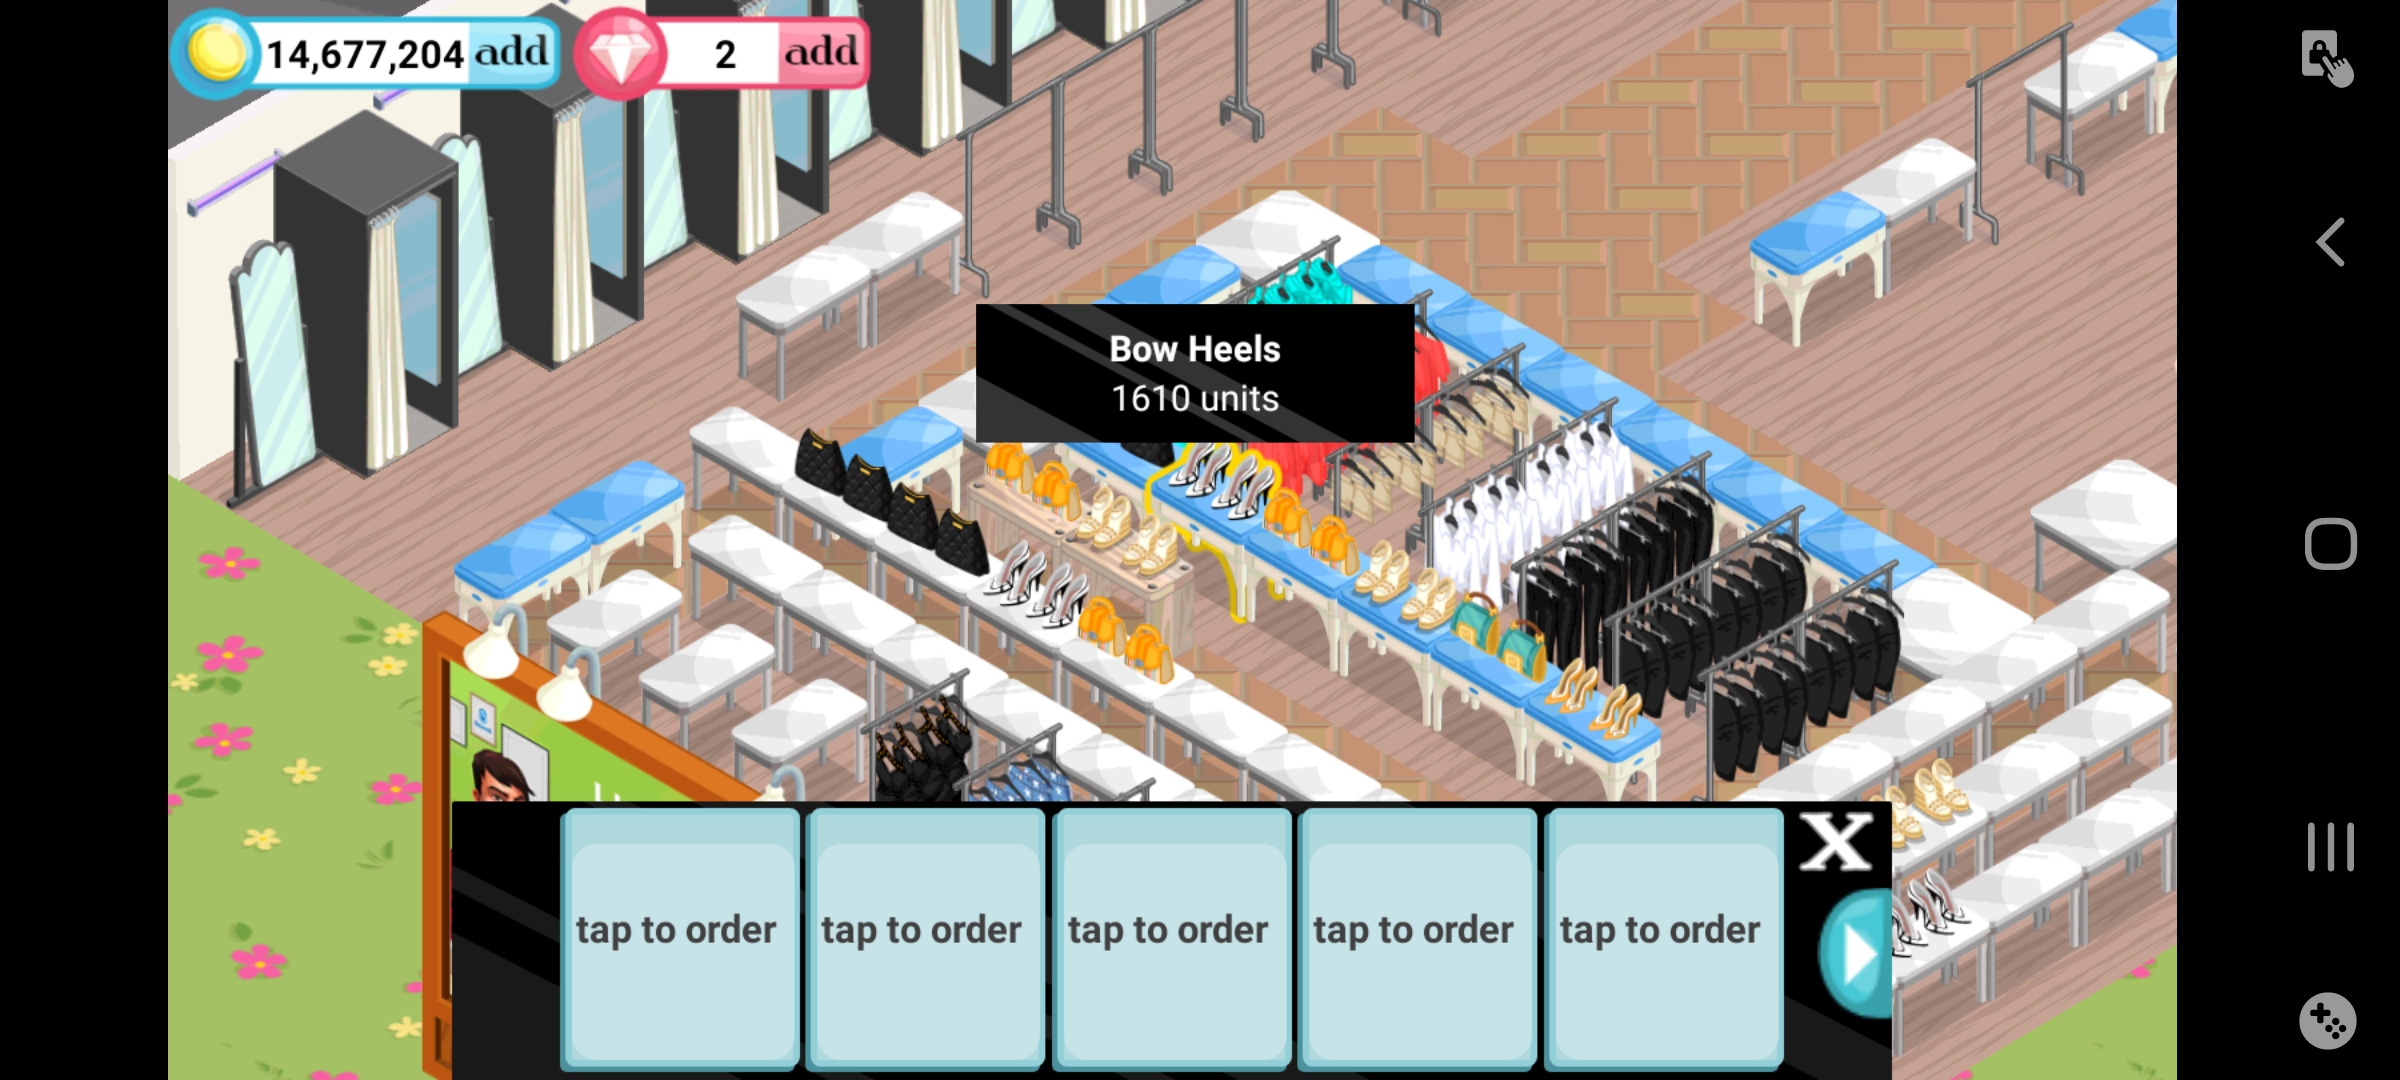 14,677,204 add
2 add
Bow Heels
1610 units
tap to order
tap to order
tap to order
tap to order
tap to order
X